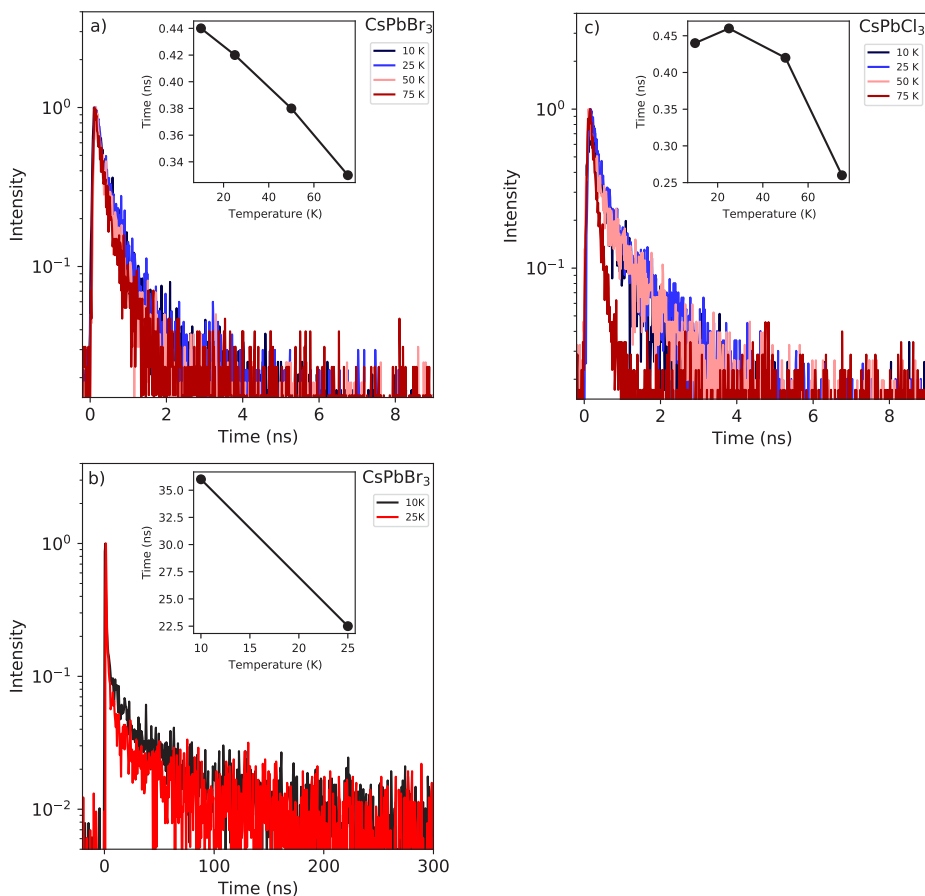 a)
CsPbBr3
10 K
25 K
50 K
75 K
0.44
0.42
0.40
0.38
0.36
0.34
Time (ns)
20
40
60
Temperature (K)
10^0
10^-1
Intensity
0
2
4
6
8
Time (ns)
c)
CsPbCl3
10 K
25 K
50 K
75 K
0.45
0.40
0.35
0.30
0.25
Time (ns)
20
40
60
Temperature (K)
10^0
10^-1
Intensity
0
2
4
6
8
Time (ns)
b)
CsPbBr3
10K
25K
35.0
32.5
30.0
27.5
25.0
22.5
Time (ns)
10
15
20
25
Temperature (K)
10^0
10^-1
10^-2
Intensity
0
100
200
300
Time (ns)